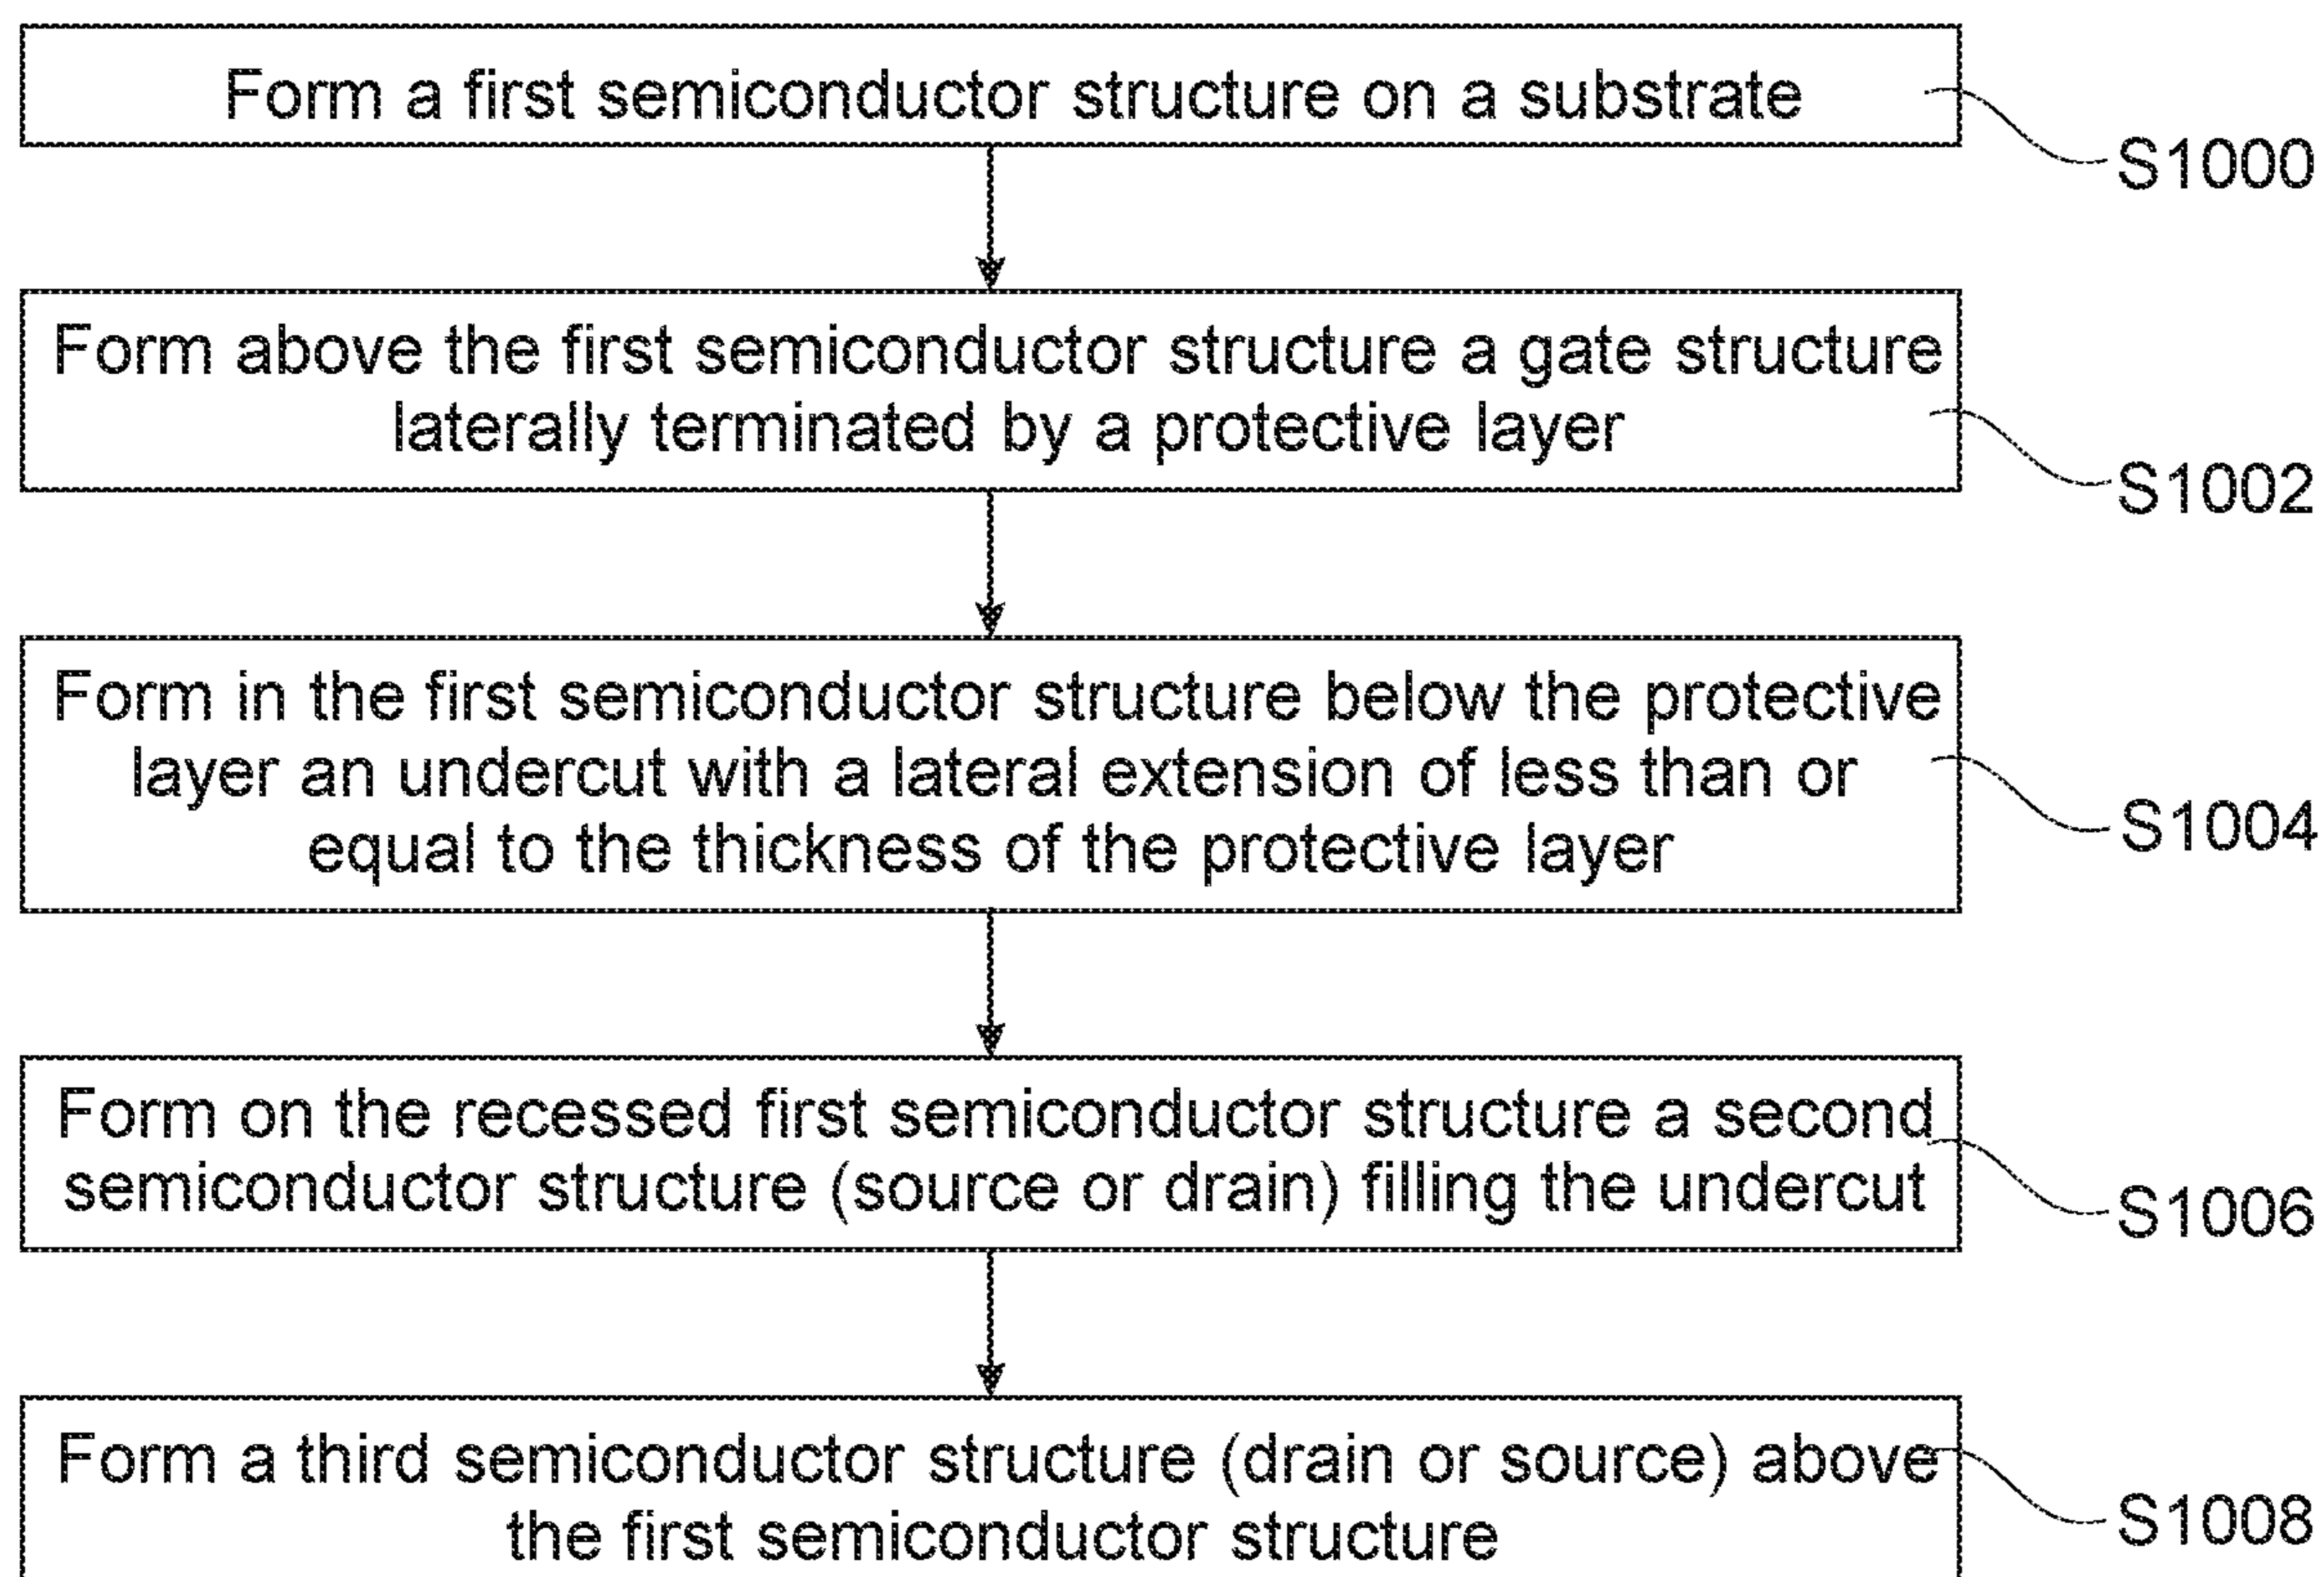 Form a first semiconductor structure on a substrate
S1000
Form above the first semiconductor structure a gate structure
laterally terminated by a protective layer
S1002
Form in the first semiconductor structure below the protective
layer an undercut with a lateral extension of less than or
equal to the thickness of the protective layer
S1004
Form on the recessed first semiconductor structure a second
semiconductor structure (source or drain) filling the undercut
S1006
Form a third semiconductor structure (drain or source) above
the first semiconductor structure
S1008